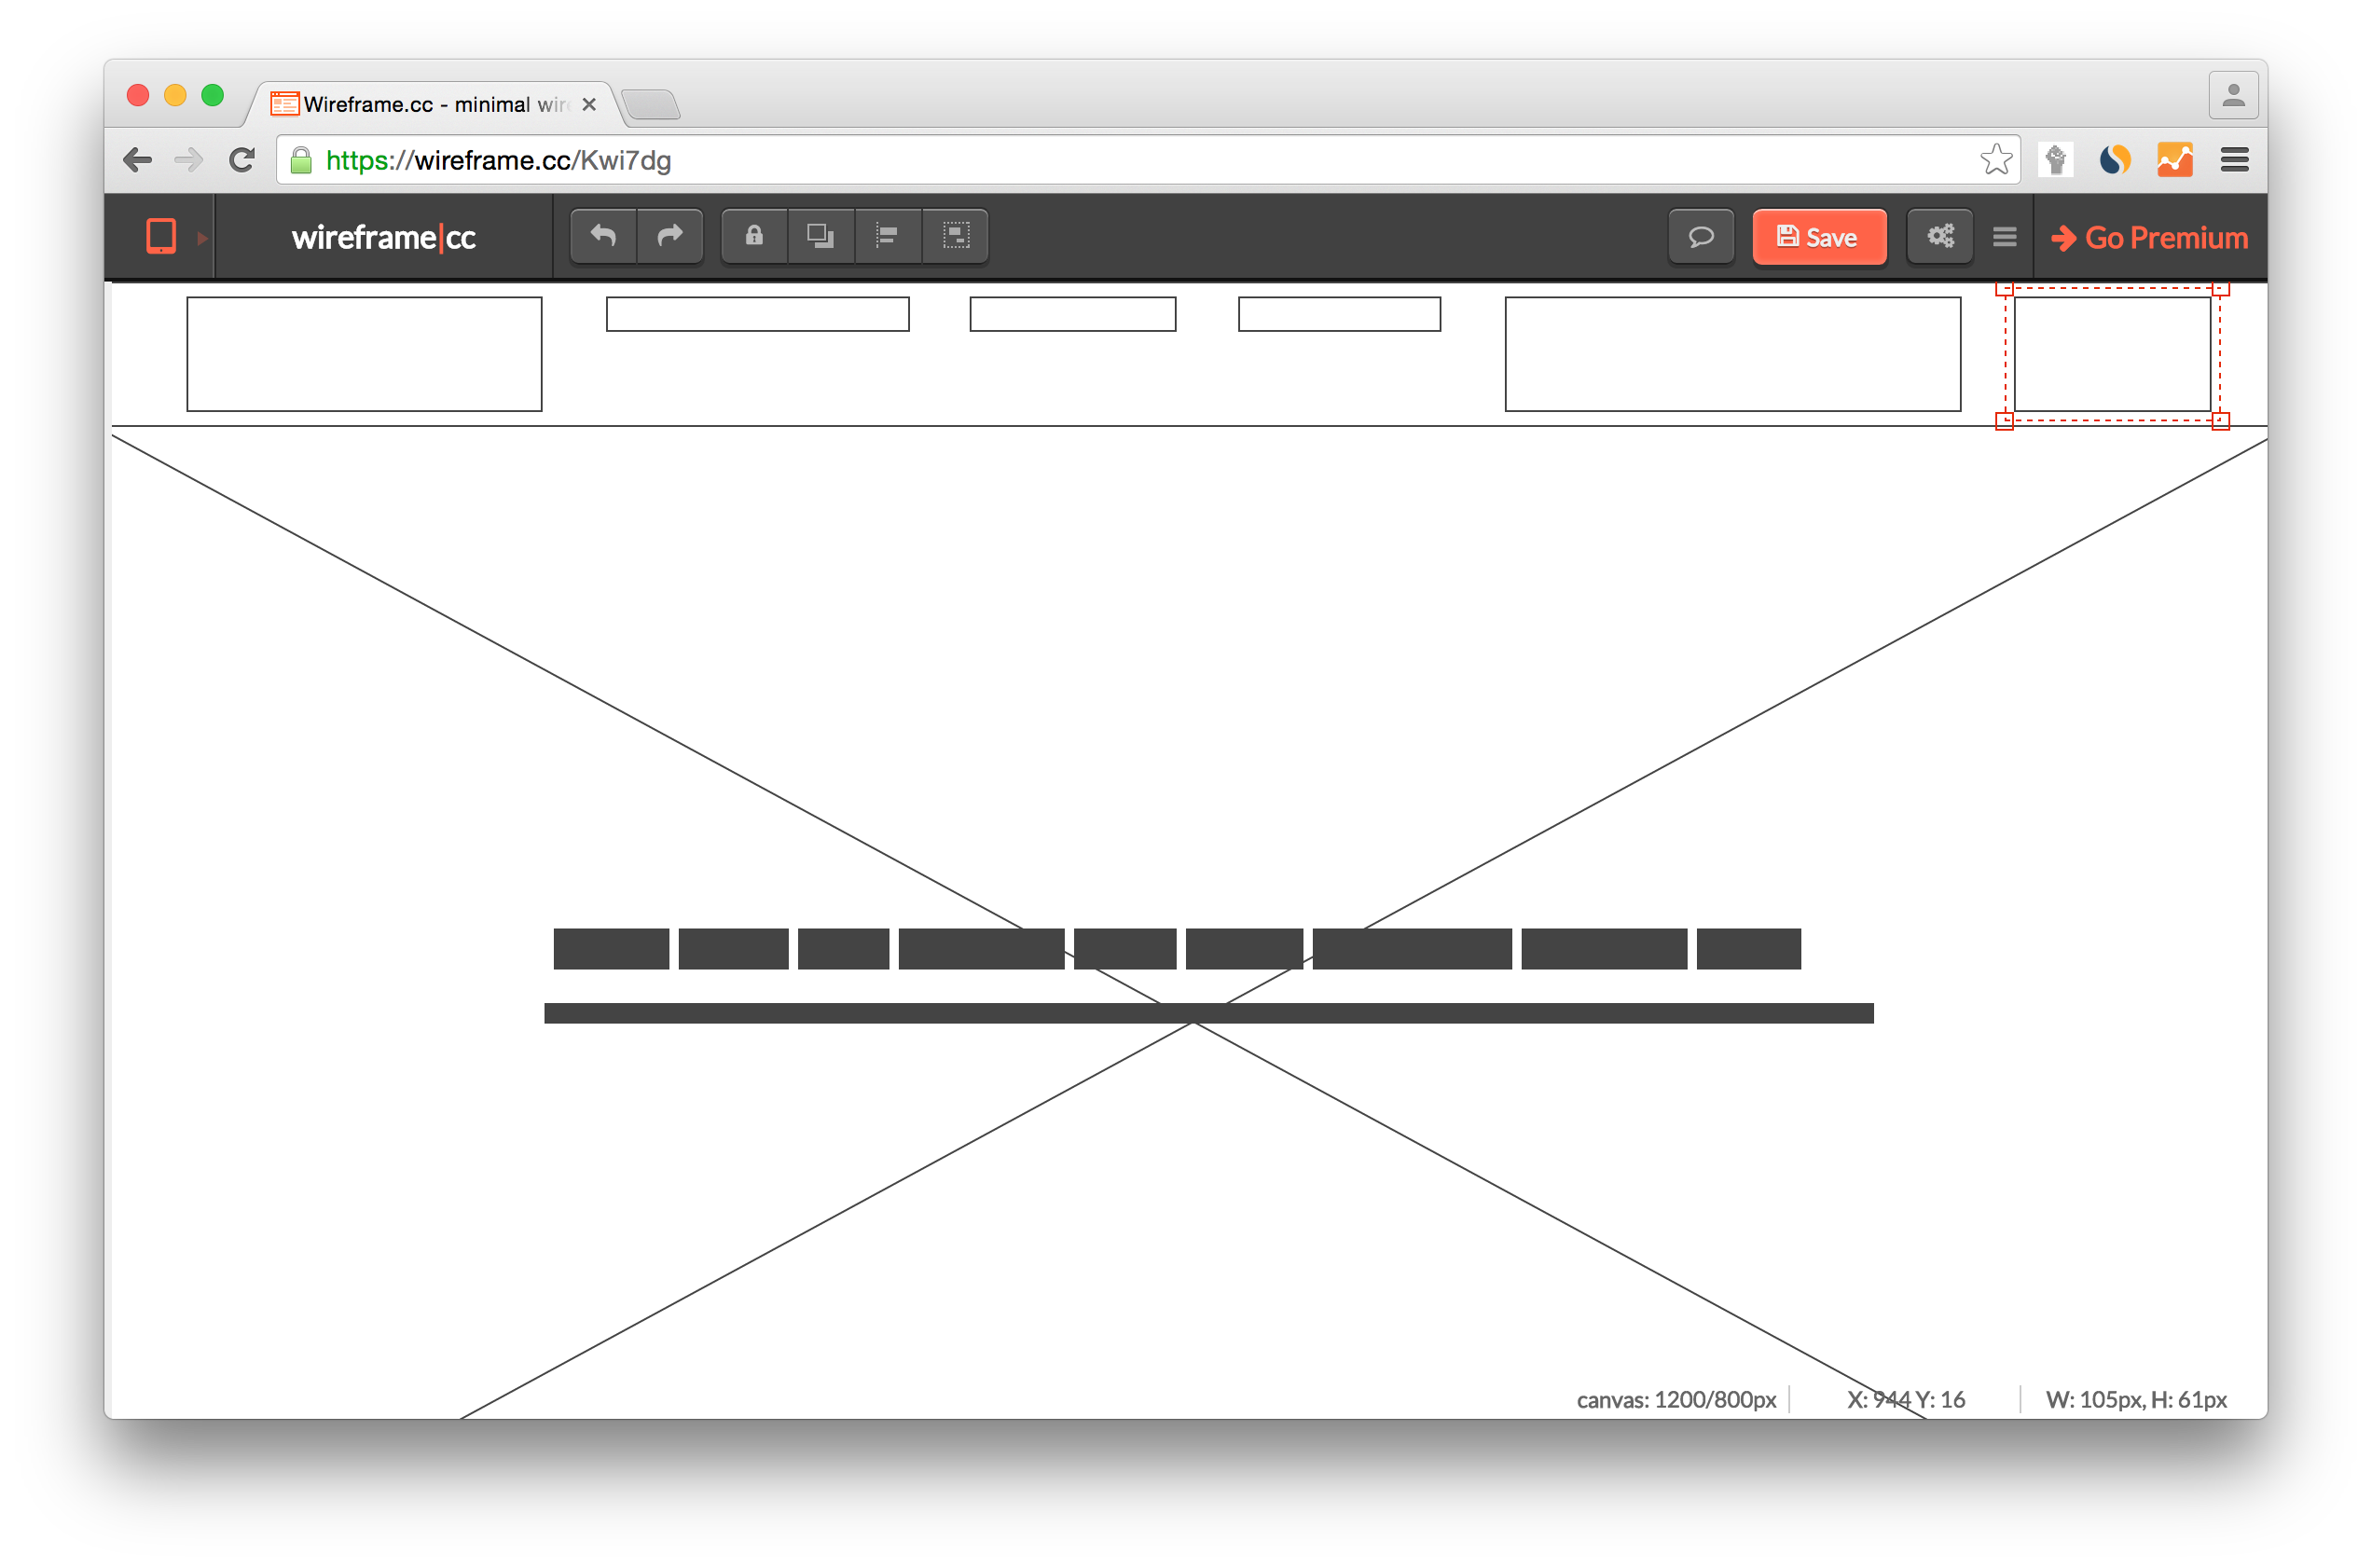 Wireframe.cc - minimal wire
https://wireframe.cc/Kwi7dg
wireframe|cc
Save
Go Premium
canvas: 1200/800px
X: 944 Y: 16
W: 105px, H: 61px